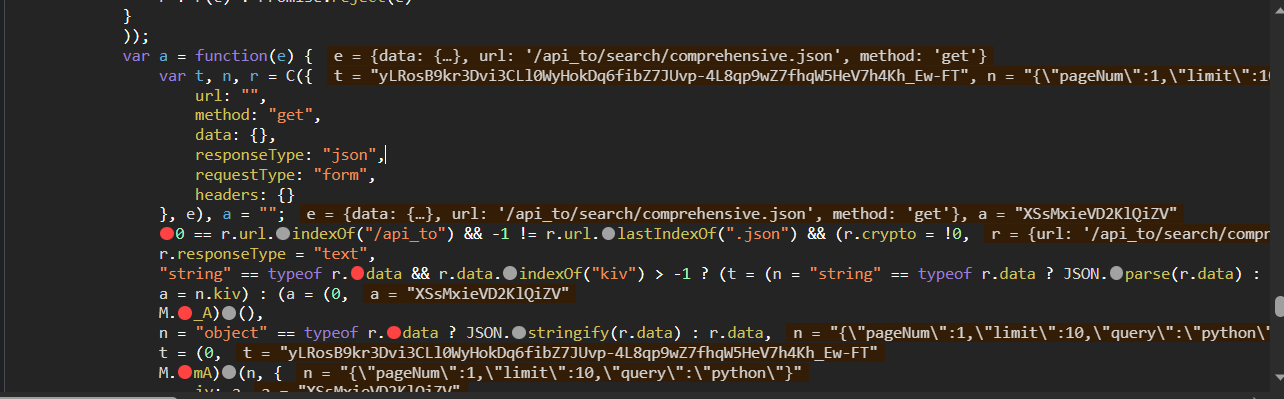 }
));
var a = function(e) { e = {data: {…}, url: '/api_to/search/comprehensive.json', method: 'get'}
var t, n, r = C({ t = "yLRosB9kr3Dvi3CLl0WyHokDq6fibZ7JUvp-4L8qp9wZ7fhqW5HeV7h4Kh_Ew-FT", n = "{\"pageNum\":1,\"limit\":10
url: "",
method: "get",
data: {},
responseType: "json",
requestType: "form",
headers: {}
}, e), a = ""; e = {data: {…}, url: '/api_to/search/comprehensive.json', method: 'get'}, a = "XSsMxieVD2KlQiZV"
0 == r.url.indexOf("/api_to") && -1 != r.url.lastIndexOf(".json") && (r.crypto = !0, r = {url: '/api_to/search/compr
r.responseType = "text",
"string" == typeof r.data && r.data.indexOf("kiv") > -1 ? (t = (n = "string" == typeof r.data ? JSON.parse(r.data) :
a = n.kiv) : (a = (0, a = "XSsMxieVD2KlQiZV"
M._A)(),
n = "object" == typeof r.data ? JSON.stringify(r.data) : r.data, n = "{\"pageNum\":1,\"limit\":10,\"query\":\"python\"
t = (0, t = "yLRosB9kr3Dvi3CLl0WyHokDq6fibZ7JUvp-4L8qp9wZ7fhqW5HeV7h4Kh_Ew-FT"
M.mA)(n, { n = "{\"pageNum\":1,\"limit\":10,\"query\":\"python\"}"
iv: a, a = "XSsMxieVD2KlQiZV"